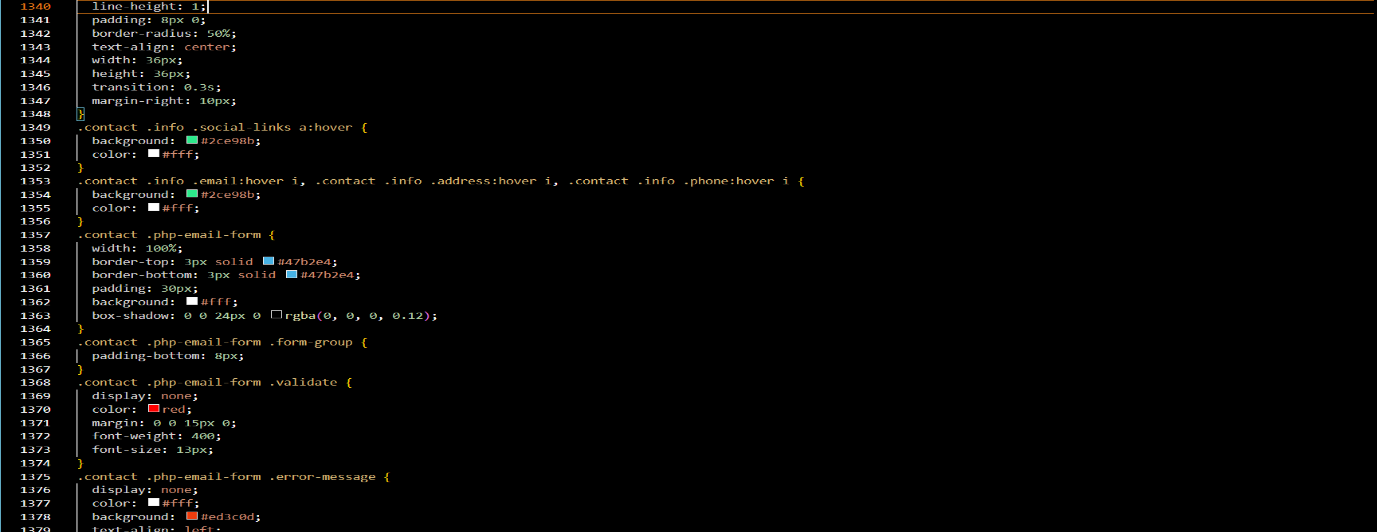 1340 line-height: 1;
1341 padding: 8px 0;
1342 border-radius: 50%;
1343 text-align: center;
1344 width: 36px;
1345 height: 36px;
1346 transition: 0.3s;
1347 margin-right: 10px;
1348 }
1349 .contact .info .social-links a:hover {
1350 background: #2ce98b;
1351 color: #fff;
1352 }
1353 .contact .info .email:hover i, .contact .info .address:hover i, .contact .info .phone:hover i {
1354 background: #2ce98b;
1355 color: #fff;
1356 }
1357 .contact .php-email-form {
1358 width: 100%;
1359 border-top: 3px solid #47b2e4;
1360 border-bottom: 3px solid #47b2e4;
1361 padding: 30px;
1362 background: #fff;
1363 box-shadow: 0 0 24px 0 rgba(0, 0, 0, 0.12);
1364 }
1365 .contact .php-email-form .form-group {
1366 padding-bottom: 8px;
1367 }
1368 .contact .php-email-form .validate {
1369 display: none;
1370 color: red;
1371 margin: 0 0 15px 0;
1372 font-weight: 400;
1373 font-size: 13px;
1374 }
1375 .contact .php-email-form .error-message {
1376 display: none;
1377 color: #fff;
1378 background: #ed3c0d;
1379 text-align: left;